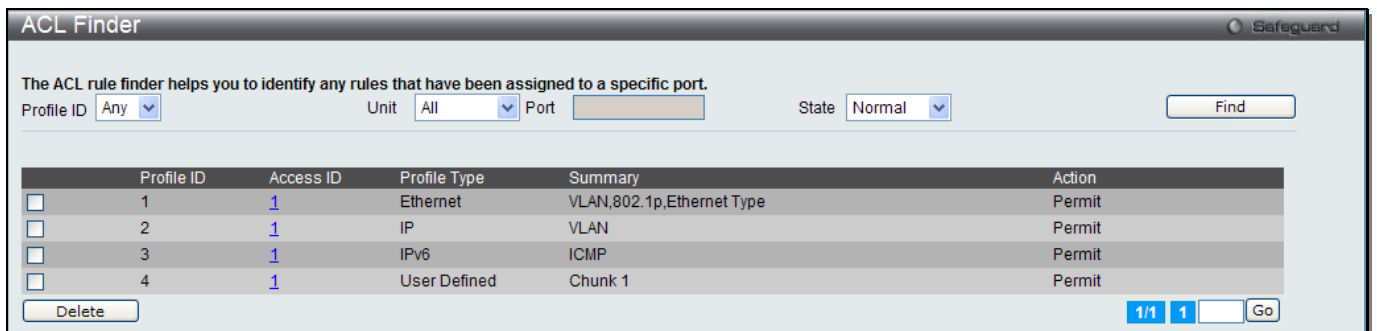 ACL Finder Safeguard
The ACL rule finder helps you to identify any rules that have been assigned to a specific port.
Profile ID Any Unit All Port State Normal Find
Profile ID Access ID Profile Type Summary Action
1 1 Ethernet VLAN,802.1p,Ethernet Type Permit
2 1 IP VLAN Permit
3 1 IPv6 ICMP Permit
4 1 User Defined Chunk 1 Permit
Delete 1/1 1 Go